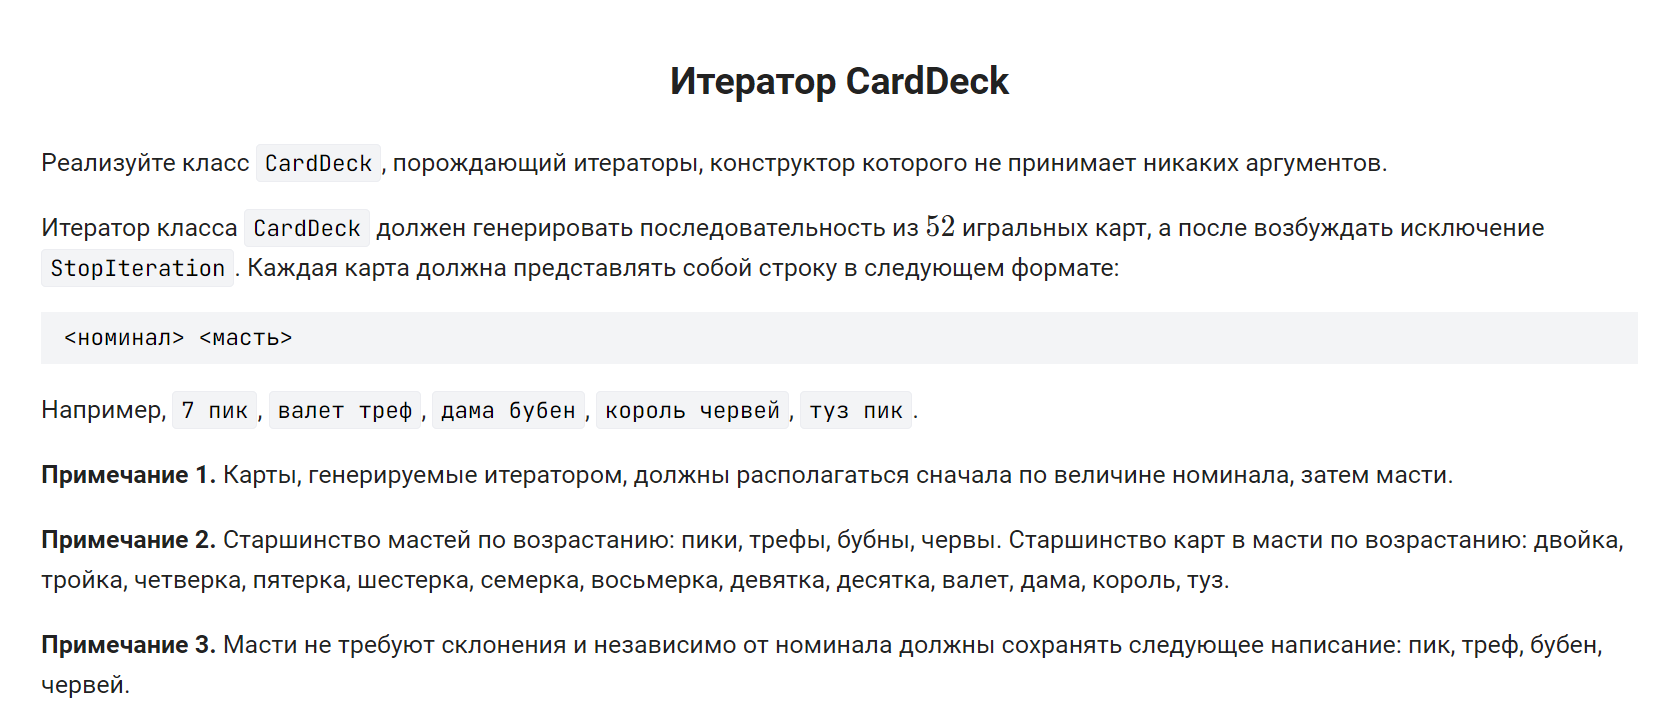 Итератор CardDeck
Реализуйте класс CardDeck, порождающий итераторы, конструктор которого не принимает никаких аргументов.
Итератор класса CardDeck должен генерировать последовательность из 52 игральных карт, а после возбуждать исключение
StopIteration. Каждая карта должна представлять собой строку в следующем формате:
<номинал> <масть>
Например, 7 пик, валет треф, дама бубен, король червей, туз пик.
Примечание 1. Карты, генерируемые итератором, должны располагаться сначала по величине номинала, затем масти.
Примечание 2. Старшинство мастей по возрастанию: пики, трефы, бубны, червы. Старшинство карт в масти по возрастанию: двойка,
тройка, четверка, пятерка, шестерка, семерка, восьмерка, девятка, десятка, валет, дама, король, туз.
Примечание 3. Масти не требуют склонения и независимо от номинала должны сохранять следующее написание: пик, треф, бубен,
червей.